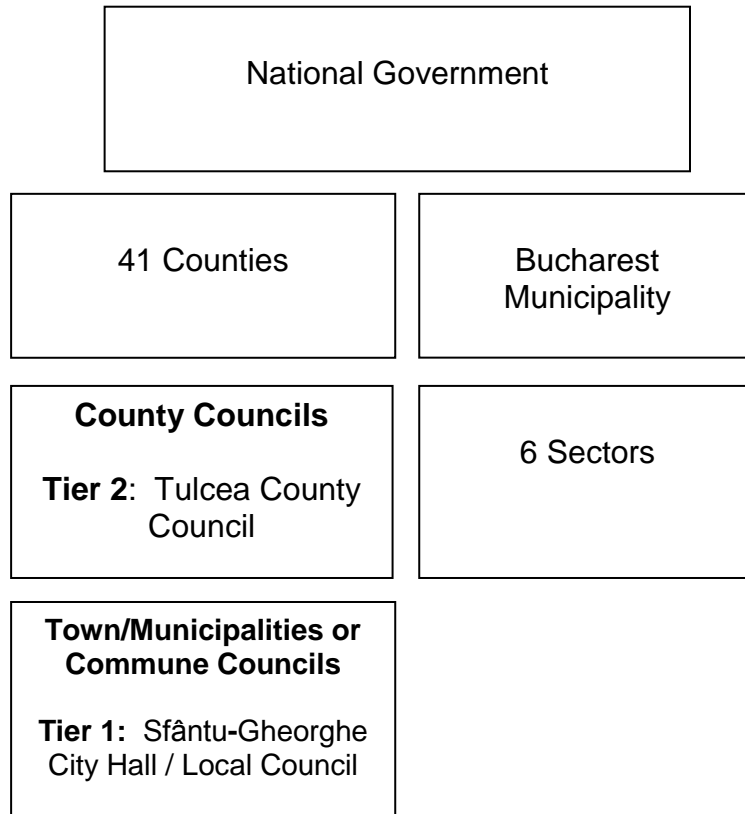 National Government
41 Counties
Bucharest
Municipality
County Councils
Tier 2: Tulcea County
Council
6 Sectors
Town/Municipalities or
Commune Councils
Tier 1: Sfântu-Gheorghe
City Hall / Local Council